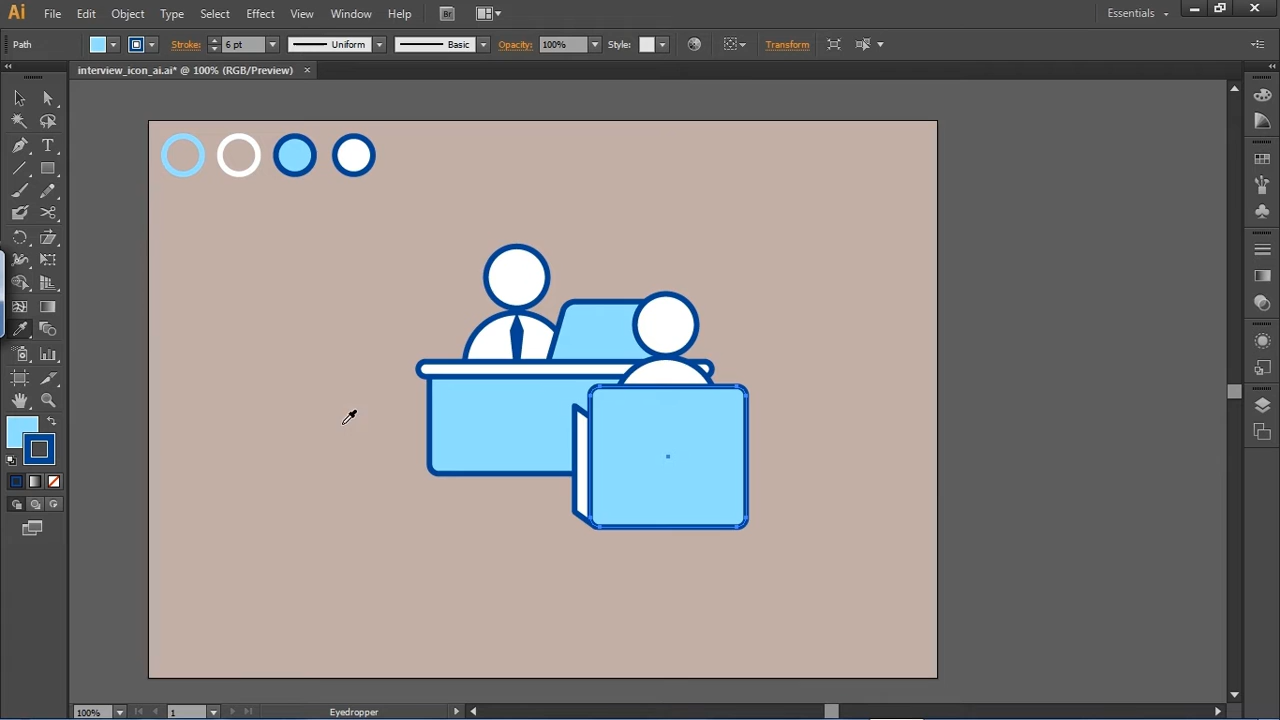 Ai File Edit Object Type Select Effect View Window Help Br Essentials
Path Stroke: 6 pt Uniform Basic Opacity: 100% Style: Transform
interview_icon_ai.ai* @ 100% (RGB/Preview) ×
T
100% 1 Eyedropper